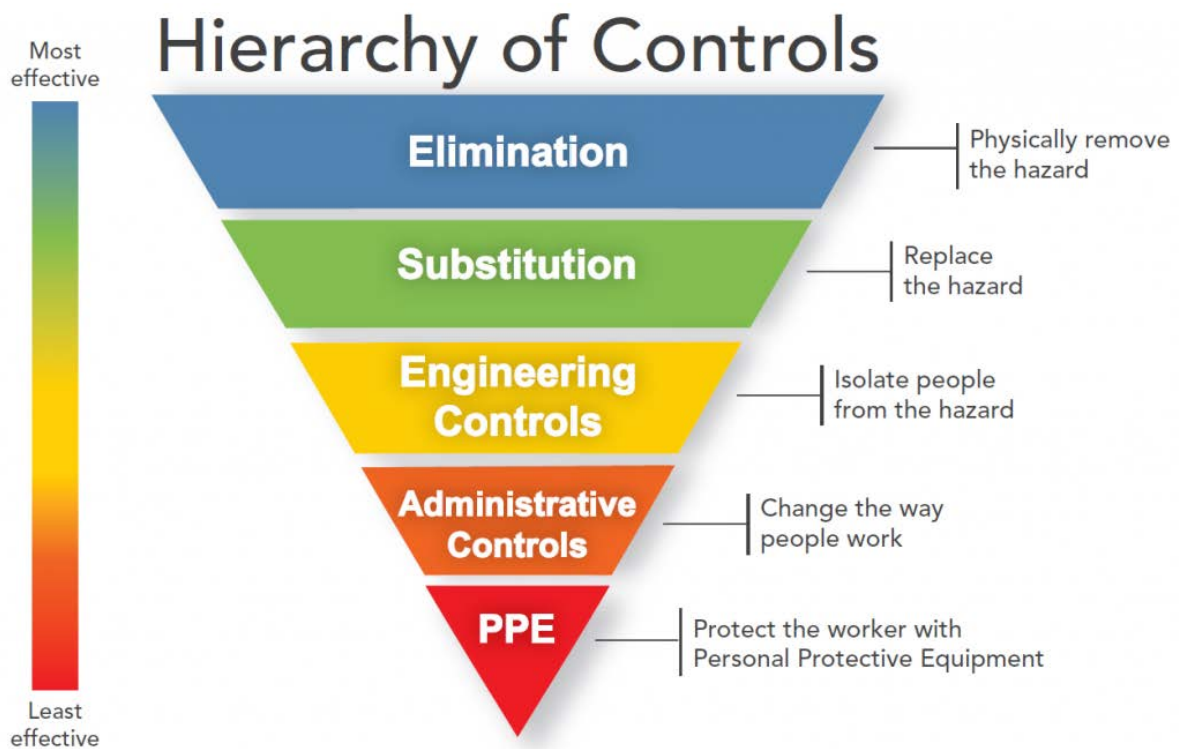 Hierarchy of Controls
Most
effective
Elimination
Physically remove
the hazard
Substitution
Replace
the hazard
Engineering
Controls
Isolate people
from the hazard
Administrative
Controls
Change the way
people work
PPE
Protect the worker with
Personal Protective Equipment
Least
effective